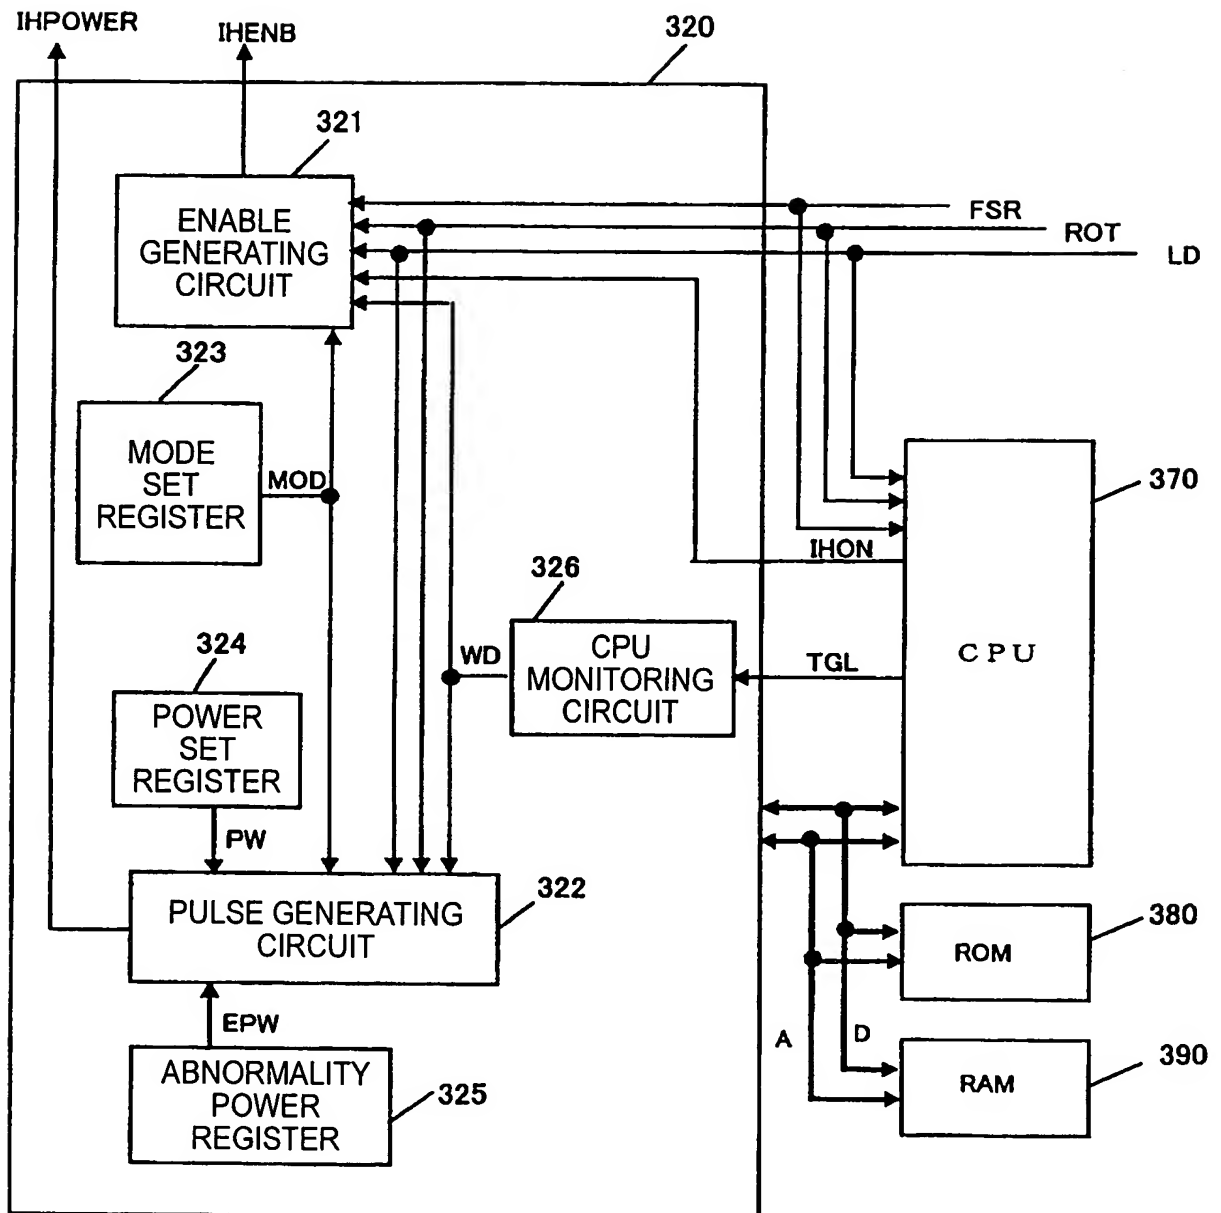 IHPOWER
IHENB
320
321
ENABLE
GENERATING
CIRCUIT
FSR
ROT
LD
323
MODE
SET
REGISTER
MOD
370
IHON
326
CPU
MONITORING
CIRCUIT
WD
TGL
CPU
324
POWER
SET
REGISTER
PW
322
PULSE GENERATING
CIRCUIT
380
ROM
EPW
A
D
390
RAM
325
ABNORMALITY
POWER
REGISTER